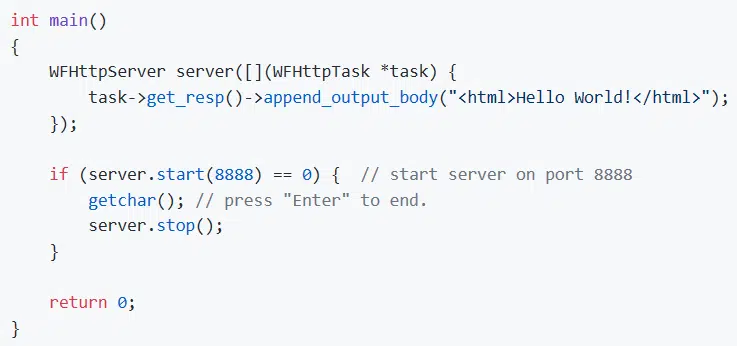 int main()
{
    WFHttpServer server([](WFHttpTask *task) {
        task->get_resp()->append_output_body("<html>Hello World!</html>");
    });

    if (server.start(8888) == 0) {  // start server on port 8888
        getchar(); // press "Enter" to end.
        server.stop();
    }

    return 0;
}